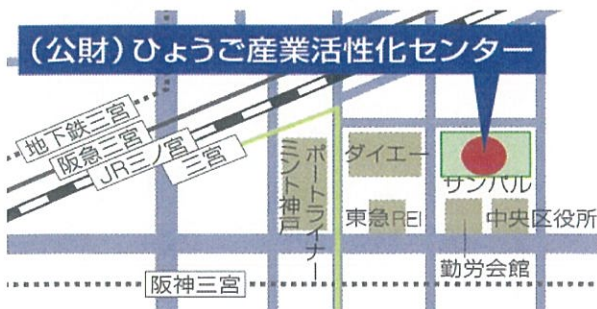 (公財)ひょうご産業活性化センター
地下鉄三宮
阪急三宮
JR三ノ宮
三宮
ミント神戸
ポートライナー
ダイエー
サンパル
東急REI
中央区役所
勤労会館
阪神三宮